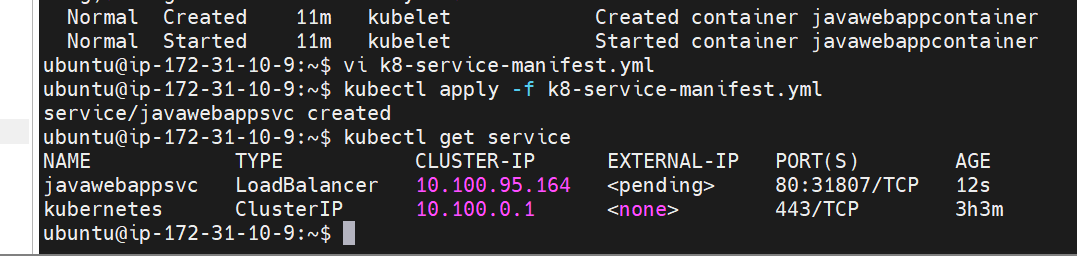 Normal  Created    11m   kubelet            Created container javawebappcontainer
Normal  Started    11m   kubelet            Started container javawebappcontainer
ubuntu@ip-172-31-10-9:~$ vi k8-service-manifest.yml
ubuntu@ip-172-31-10-9:~$ kubectl apply -f k8-service-manifest.yml
service/javawebappsvc created
ubuntu@ip-172-31-10-9:~$ kubectl get service
NAME            TYPE           CLUSTER-IP      EXTERNAL-IP   PORT(S)        AGE
javawebappsvc   LoadBalancer   10.100.95.164   <pending>     80:31807/TCP   12s
kubernetes      ClusterIP      10.100.0.1      <none>        443/TCP        3h3m
ubuntu@ip-172-31-10-9:~$